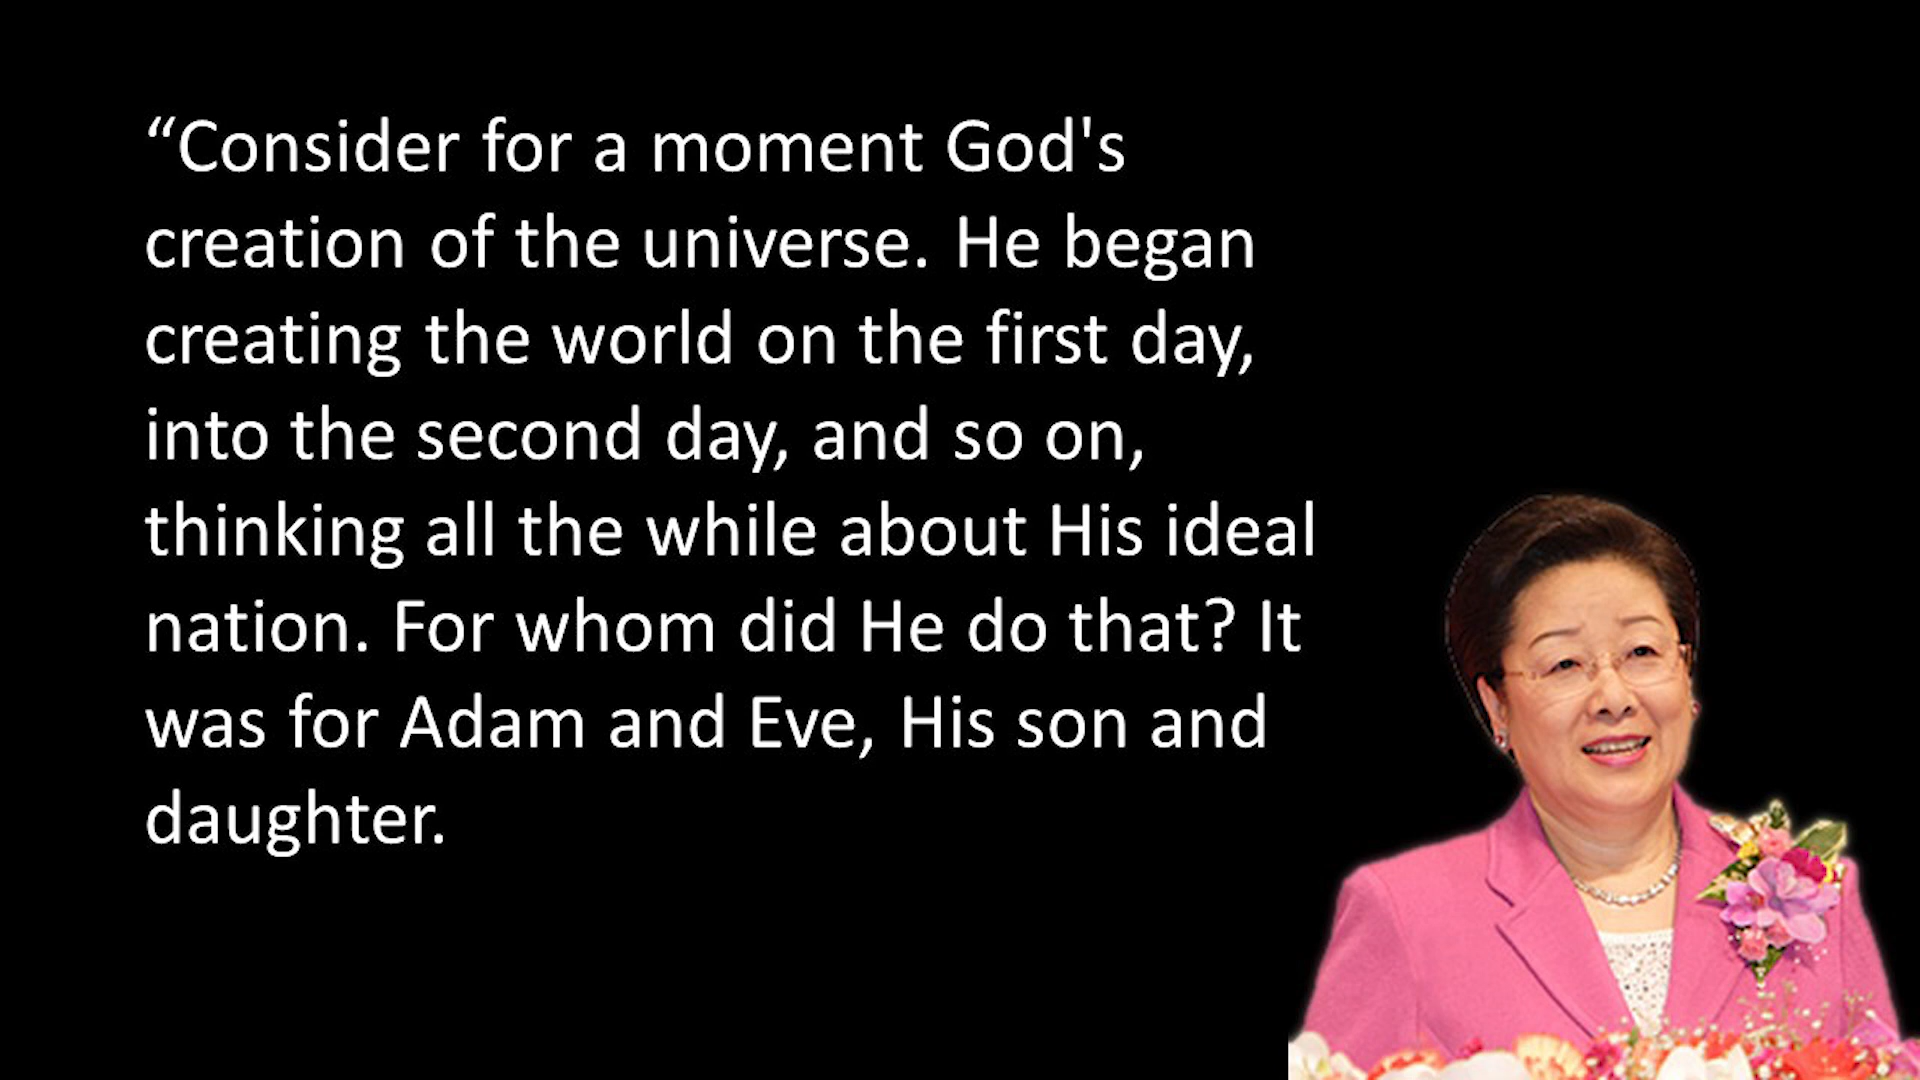 “Consider for a moment God's
creation of the universe. He began
creating the world on the first day,
into the second day, and so on,
thinking all the while about His ideal
nation. For whom did He do that? It
was for Adam and Eve, His son and
daughter.